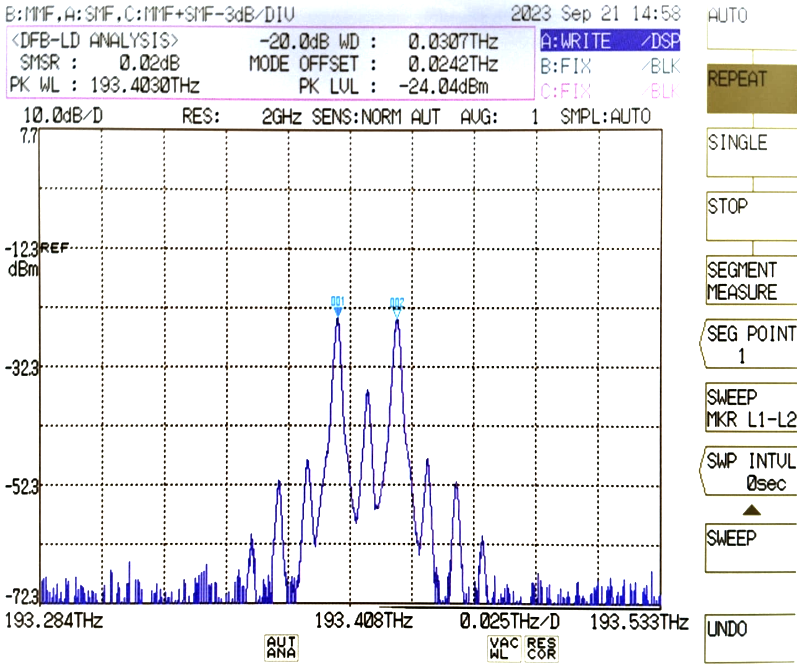 B:MMF,A:SMF,C:MMF+SMF-3dB/DIV 2023 Sep 21 14:58
<DFB-LD ANALYSIS> -20.0dB WD : 0.0307THz
SMSR : 0.02dB MODE OFFSET : 0.0242THz
PK WL : 193.4030THz PK LVL : -24.04dBm
A:WRITE /DSP
B:FIX /BLK
C:FIX /BLK
10.0dB/D RES: 2GHz SENS:NORM AUT AVG: 1 SMPL:AUTO
7.7
-12.3 REF
dBm
001 002
-32.3
-52.3
-72.3
193.284THz 193.408THz 0.025THz/D 193.533THz
AUT
ANA
VAC
WL
RES
COR
AUTO
REPEAT
SINGLE
STOP
SEGMENT
MEASURE
SEG POINT
1
SWEEP
MKR L1-L2
SWP INTVL
0sec
SWEEP
UNDO